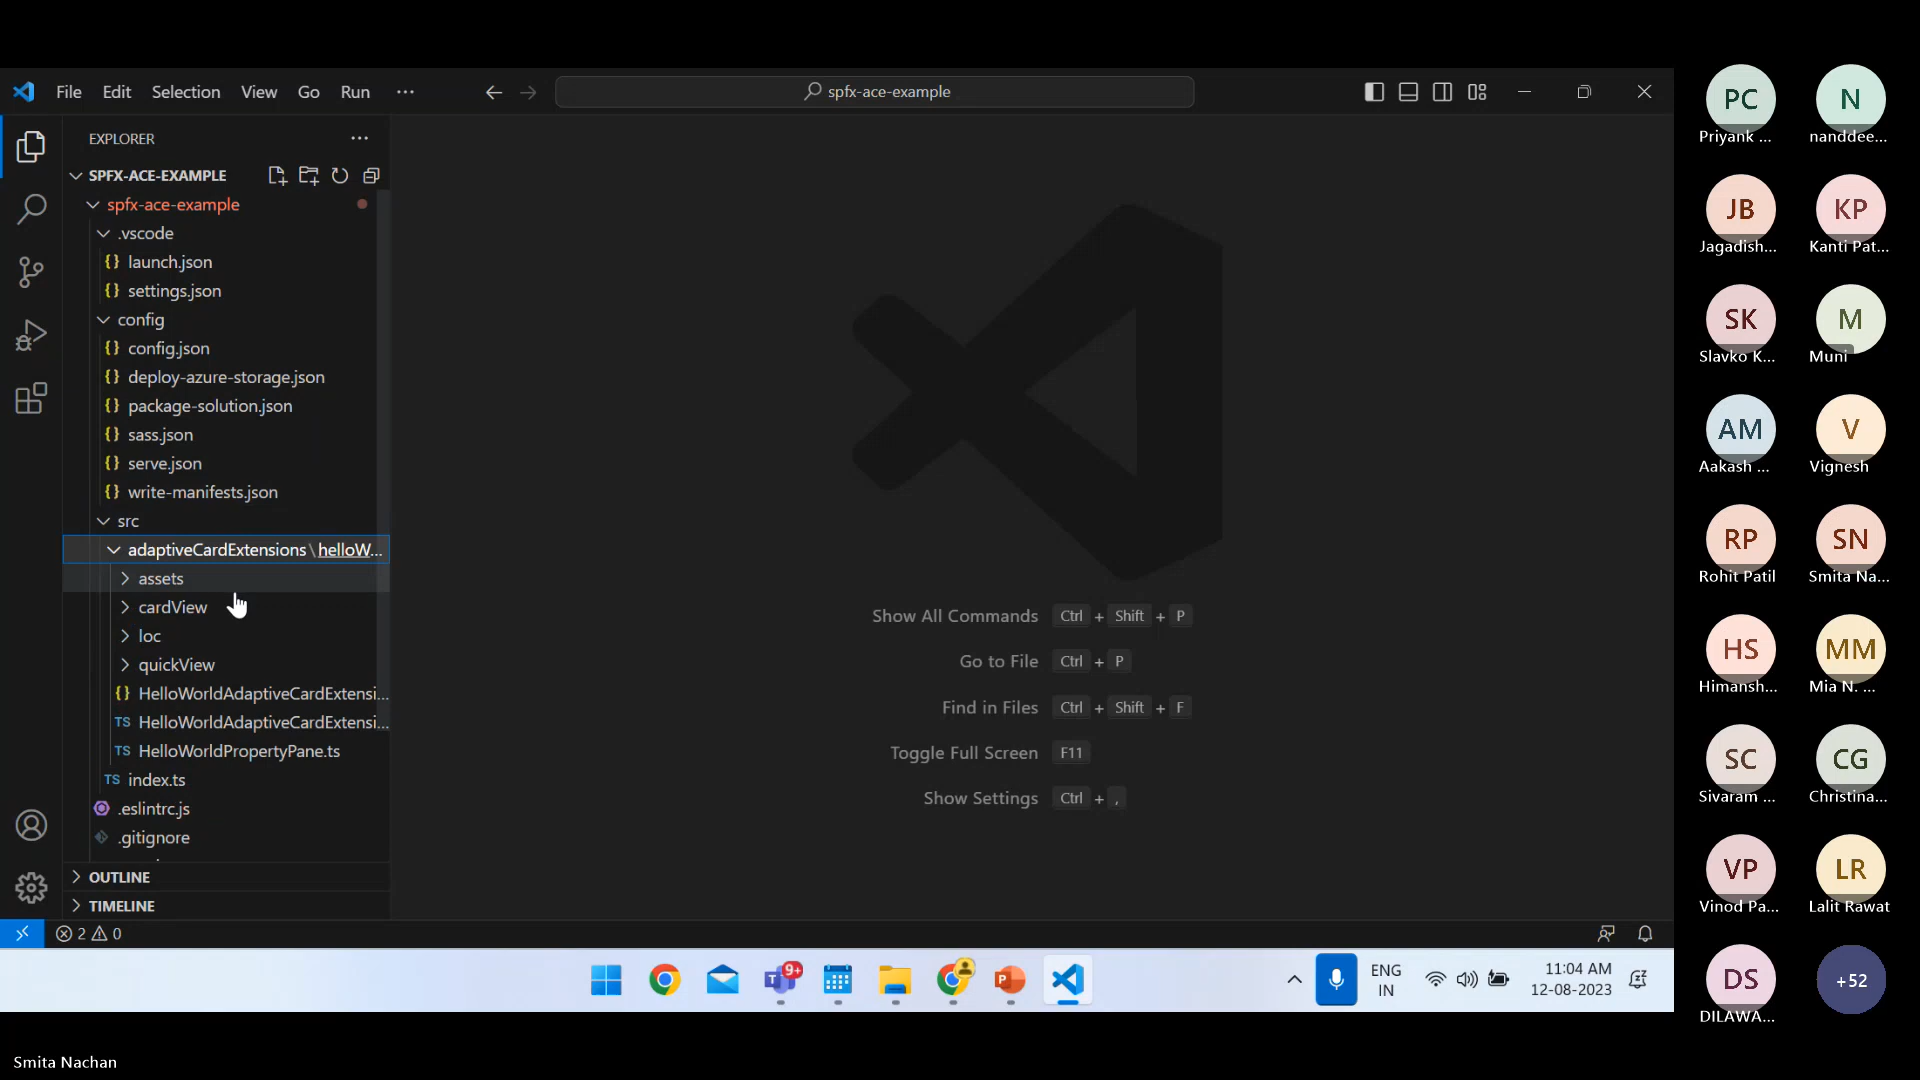 File Edit Selection View Go Run ···
spfx-ace-example
EXPLORER
SPFX-ACE-EXAMPLE
spfx-ace-example
.vscode
{} launch.json
{} settings.json
config
{} config.json
{} deploy-azure-storage.json
{} package-solution.json
{} sass.json
{} serve.json
{} write-manifests.json
src
adaptiveCardExtensions\helloW...
assets
cardView
loc
quickView
{} HelloWorldAdaptiveCardExtensi...
TS HelloWorldAdaptiveCardExtensi...
TS HelloWorldPropertyPane.ts
TS index.ts
.eslintrc.js
.gitignore
OUTLINE
TIMELINE
2 0
Show All Commands Ctrl + Shift + P
Go to File Ctrl + P
Find in Files Ctrl + Shift + F
Toggle Full Screen F11
Show Settings Ctrl + ,
9+
ENG
IN
11:04 AM
12-08-2023
PC
Priyank ...
N
nanddee...
JB
Jagadish...
KP
Kanti Pat...
SK
Slavko K...
M
Muni
AM
Aakash ...
V
Vignesh
RP
Rohit Patil
SN
Smita Na...
HS
Himansh...
MM
Mia N. ...
SC
Sivaram ...
CG
Christina...
VP
Vinod Pa...
LR
Lalit Rawat
DS
DILAWA...
+52
Smita Nachan